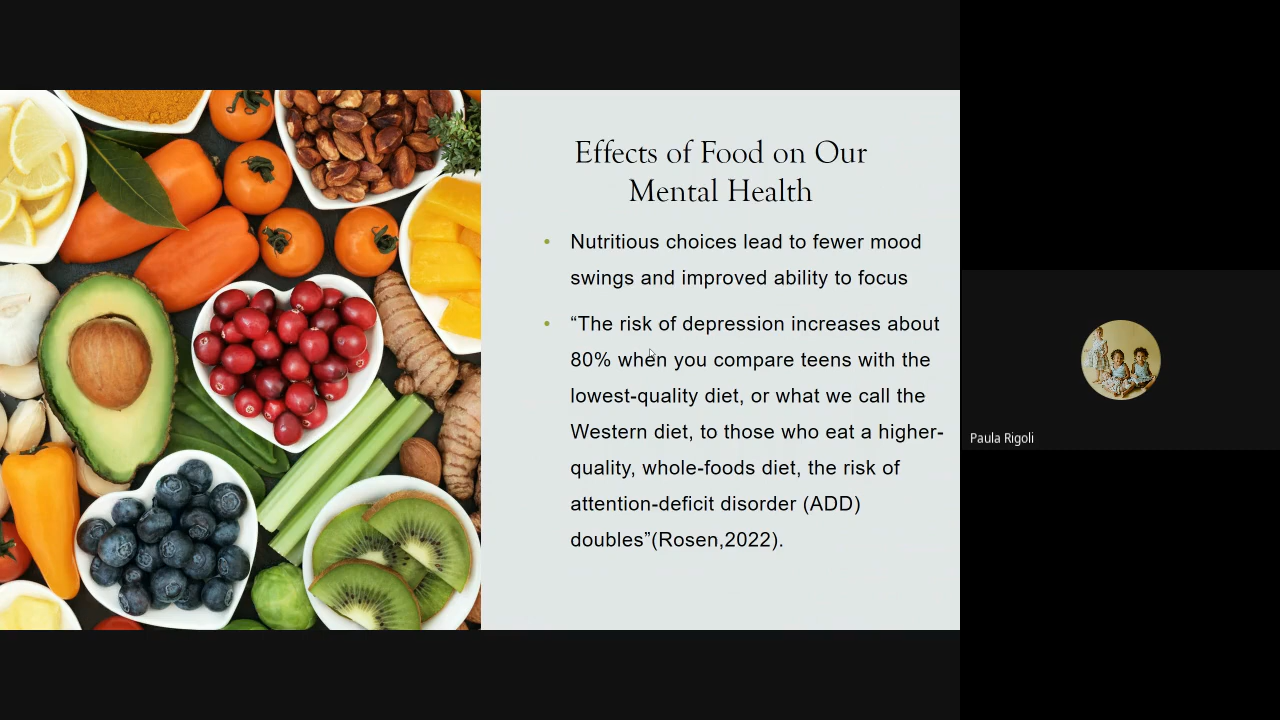 Effects of Food on Our
Mental Health
• Nutritious choices lead to fewer mood
swings and improved ability to focus
• “The risk of depression increases about
80% when you compare teens with the
lowest-quality diet, or what we call the
Western diet, to those who eat a higher-
quality, whole-foods diet, the risk of
attention-deficit disorder (ADD)
doubles”(Rosen,2022).
Paula Rigoli